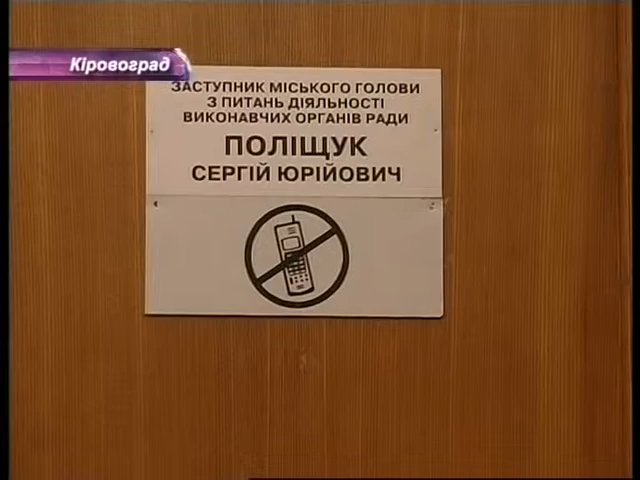 Кіровоград
ЗАСТУПНИК МІСЬКОГО ГОЛОВИ
З ПИТАНЬ ДІЯЛЬНОСТІ
ВИКОНАВЧИХ ОРГАНІВ РАДИ
ПОЛІЩУК
СЕРГІЙ ЮРІЙОВИЧ